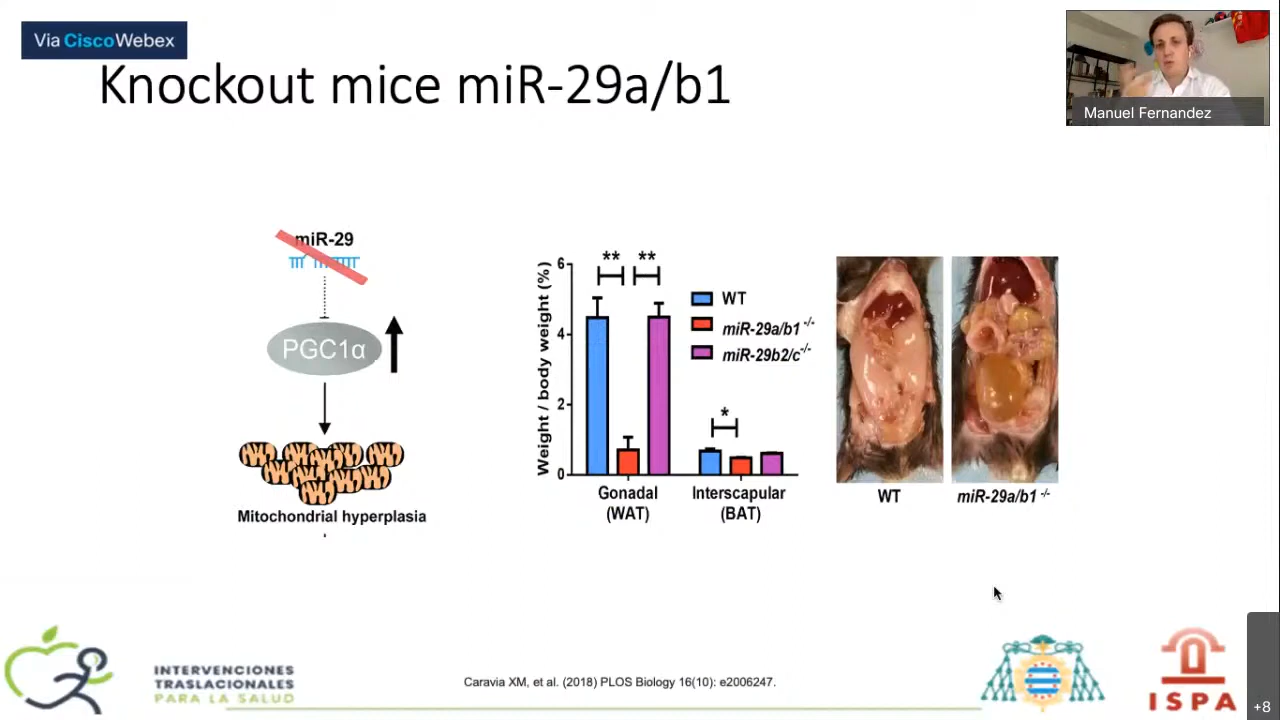 Via CiscoWebex
Knockout mice miR-29a/b1
Manuel Fernandez
miR-29
PGC1α
Mitochondrial hyperplasia
Weight / body weight (%)
6
4
2
0
**
**
*
WT
miR-29a/b1 -/-
miR-29b2/c -/-
Gonadal
(WAT)
Interscapular
(BAT)
WT
miR-29a/b1 -/-
INTERVENCIONES
TRASLACIONALES
PARA LA SALUD
Caravia XM, et al. (2018) PLOS Biology 16(10): e2006247.
ISPA
+8